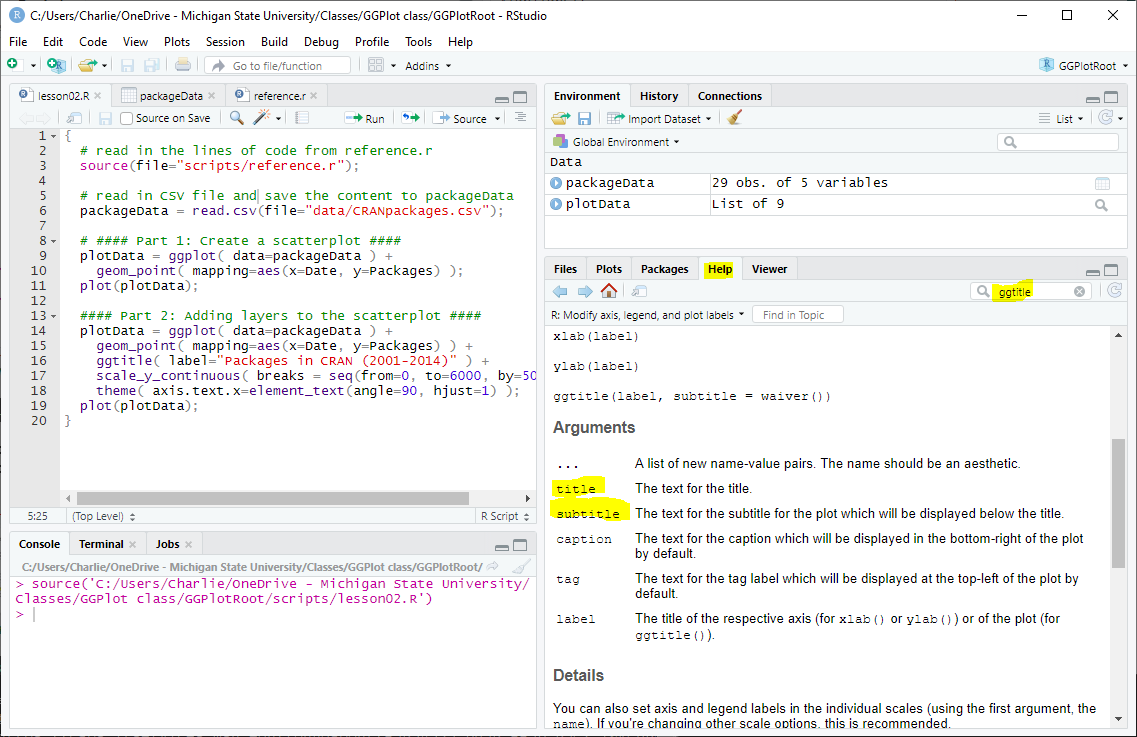 C:/Users/Charlie/OneDrive - Michigan State University/Classes/GGPlot class/GGPlotRoot - RStudio
File Edit Code View Plots Session Build Debug Profile Tools Help
Go to file/function Addins GGPlotRoot
lesson02.R packageData reference.r
Source on Save Run Source
1 {
2 # read in the lines of code from reference.r
3 source(file="scripts/reference.r");
4
5 # read in CSV file and save the content to packageData
6 packageData = read.csv(file="data/CRANpackages.csv");
7
8 # #### Part 1: Create a scatterplot ####
9 plotData = ggplot( data=packageData ) +
10 geom_point( mapping=aes(x=Date, y=Packages) );
11 plot(plotData);
12
13 #### Part 2: Adding layers to the scatterplot ####
14 plotData = ggplot( data=packageData ) +
15 geom_point( mapping=aes(x=Date, y=Packages) ) +
16 ggtitle( label="Packages in CRAN (2001-2014)" ) +
17 scale_y_continuous( breaks = seq(from=0, to=6000, by=50
18 theme( axis.text.x=element_text(angle=90, hjust=1) );
19 plot(plotData);
20 }
5:25 (Top Level) R Script
Console Terminal Jobs
C:/Users/Charlie/OneDrive - Michigan State University/Classes/GGPlot class/GGPlotRoot/
> source('C:/Users/Charlie/OneDrive - Michigan State University/
Classes/GGPlot class/GGPlotRoot/scripts/lesson02.R')
>
Environment History Connections
Import Dataset List
Global Environment
Data
packageData 29 obs. of 5 variables
plotData List of 9
Files Plots Packages Help Viewer
ggtitle
R: Modify axis, legend, and plot labels Find in Topic
xlab(label)
ylab(label)
ggtitle(label, subtitle = waiver())
Arguments
... A list of new name-value pairs. The name should be an aesthetic.
title The text for the title.
subtitle The text for the subtitle for the plot which will be displayed below the title.
caption The text for the caption which will be displayed in the bottom-right of the plot
by default.
tag The text for the tag label which will be displayed at the top-left of the plot by
default.
label The title of the respective axis (for xlab() or ylab()) or of the plot (for
ggtitle()).
Details
You can also set axis and legend labels in the individual scales (using the first argument, the
name). If you're changing other scale options, this is recommended.